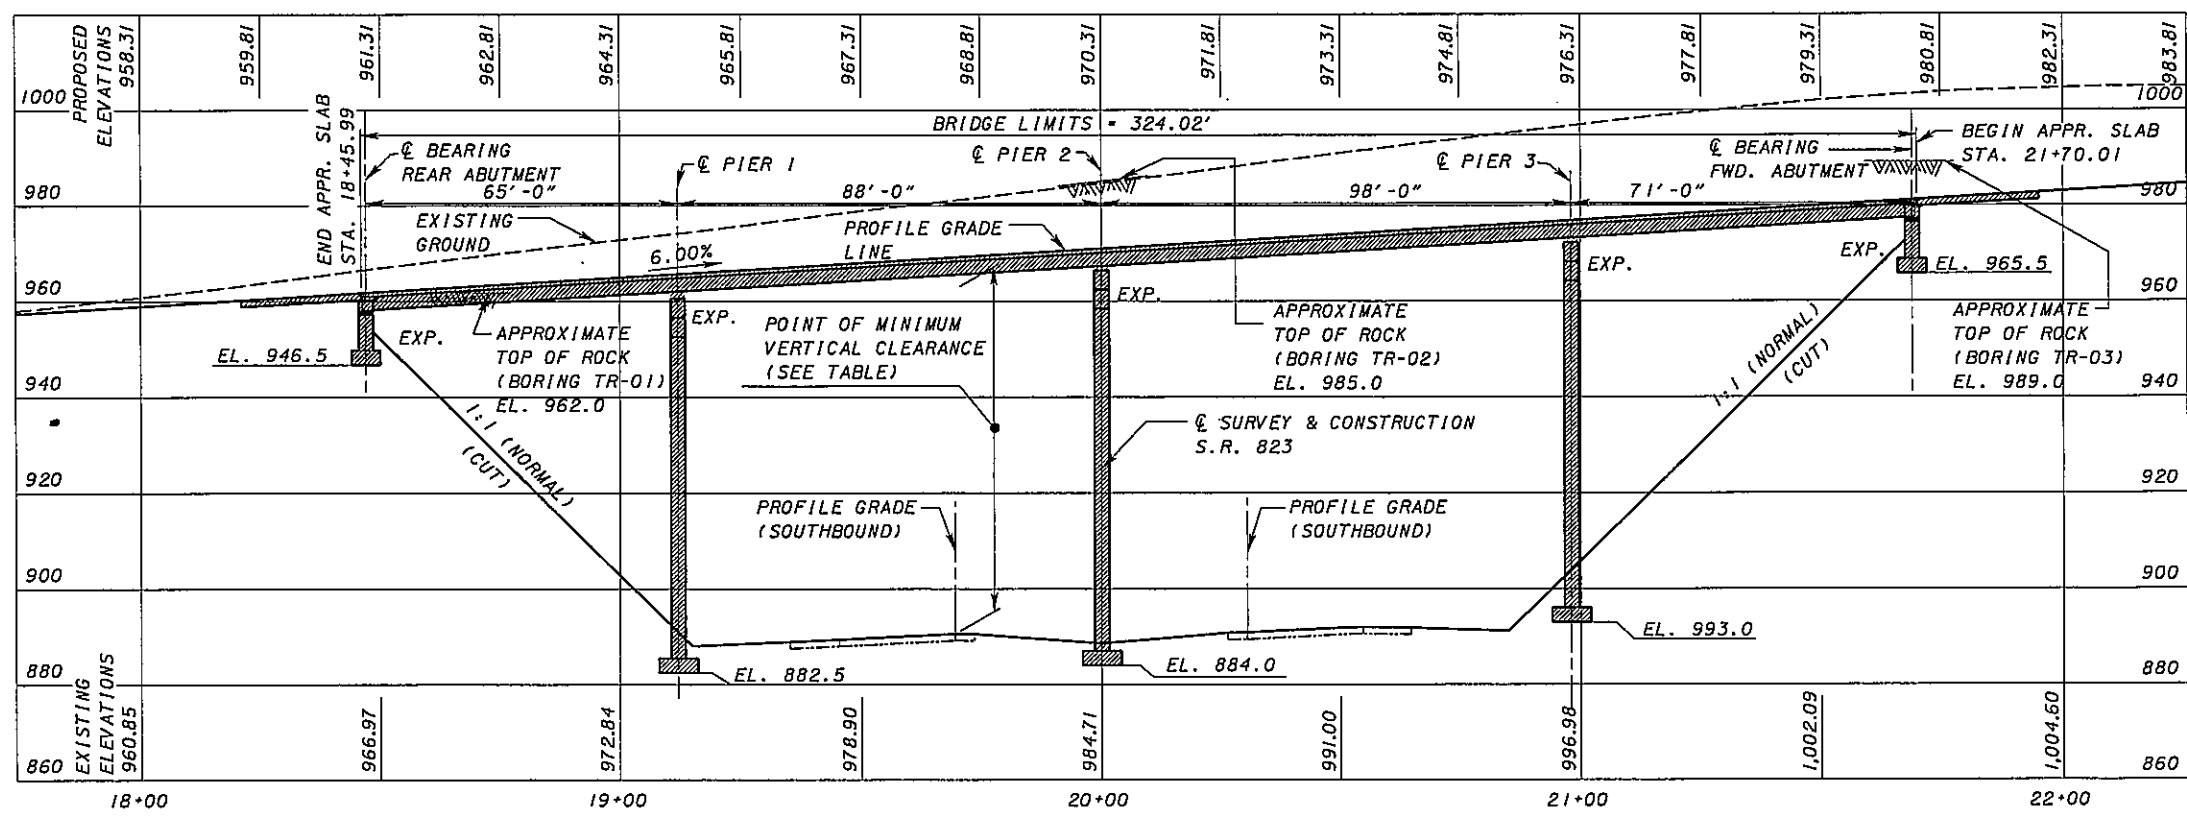 PROPOSED
ELEVATIONS
958.31
959.81
961.31
962.81
964.31
965.81
967.31
968.81
970.31
971.81
973.31
974.81
976.31
977.81
979.31
980.81
982.31
983.81
1000
1000
END APPR. SLAB
STA. 18+45.99
BRIDGE LIMITS = 324.02'
℄ BEARING
REAR ABUTMENT
℄ PIER 1
℄ PIER 2
℄ PIER 3
℄ BEARING
FWD. ABUTMENT
BEGIN APPR. SLAB
STA. 21+70.01
980
65'-0"
88'-0"
98'-0"
71'-0"
980
EXISTING
GROUND
6.00%
PROFILE GRADE
LINE
EXP.
EXP.
EL. 965.5
960
960
EXP.
EXP.
EXP.
EL. 946.5
APPROXIMATE
TOP OF ROCK
(BORING TR-01)
EL. 962.0
POINT OF MINIMUM
VERTICAL CLEARANCE
(SEE TABLE)
APPROXIMATE
TOP OF ROCK
(BORING TR-02)
EL. 985.0
APPROXIMATE
TOP OF ROCK
(BORING TR-03)
EL. 989.0
940
940
1:1 (NORMAL)
(CUT)
1:1 (NORMAL)
(CUT)
℄ SURVEY & CONSTRUCTION
S.R. 823
920
920
PROFILE GRADE
(SOUTHBOUND)
PROFILE GRADE
(SOUTHBOUND)
900
900
EL. 993.0
EL. 884.0
EL. 882.5
880
880
EXISTING
ELEVATIONS
960.85
966.97
972.84
978.90
984.71
991.00
996.98
1,002.09
1,004.60
860
860
18+00
19+00
20+00
21+00
22+00